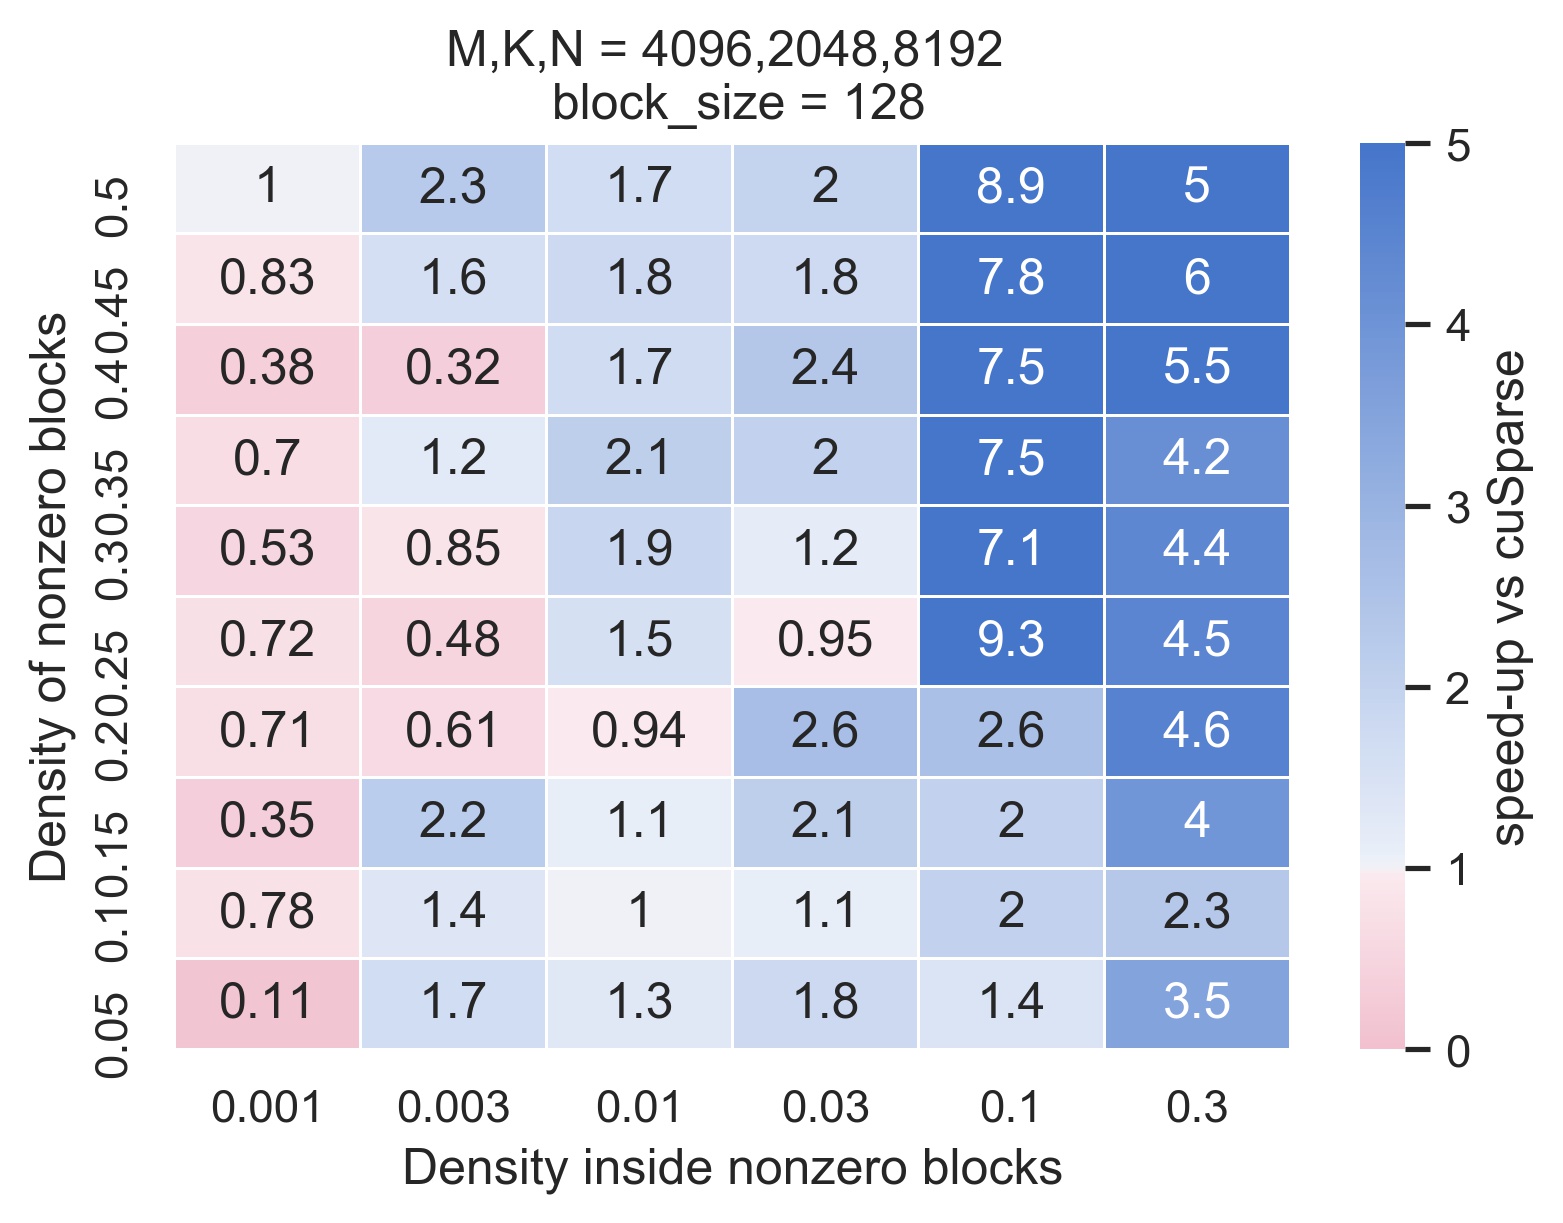 M,K,N = 4096,2048,8192
block_size = 128
Density of nonzero blocks
0.5 1 2.3 1.7 2 8.9 5
0.45 0.83 1.6 1.8 1.8 7.8 6
0.4 0.38 0.32 1.7 2.4 7.5 5.5
0.35 0.7 1.2 2.1 2 7.5 4.2
0.3 0.53 0.85 1.9 1.2 7.1 4.4
0.25 0.72 0.48 1.5 0.95 9.3 4.5
0.2 0.71 0.61 0.94 2.6 2.6 4.6
0.15 0.35 2.2 1.1 2.1 2 4
0.1 0.78 1.4 1 1.1 2 2.3
0.05 0.11 1.7 1.3 1.8 1.4 3.5
0.001 0.003 0.01 0.03 0.1 0.3
Density inside nonzero blocks
5
4
3
2
1
0
speed-up vs cuSparse